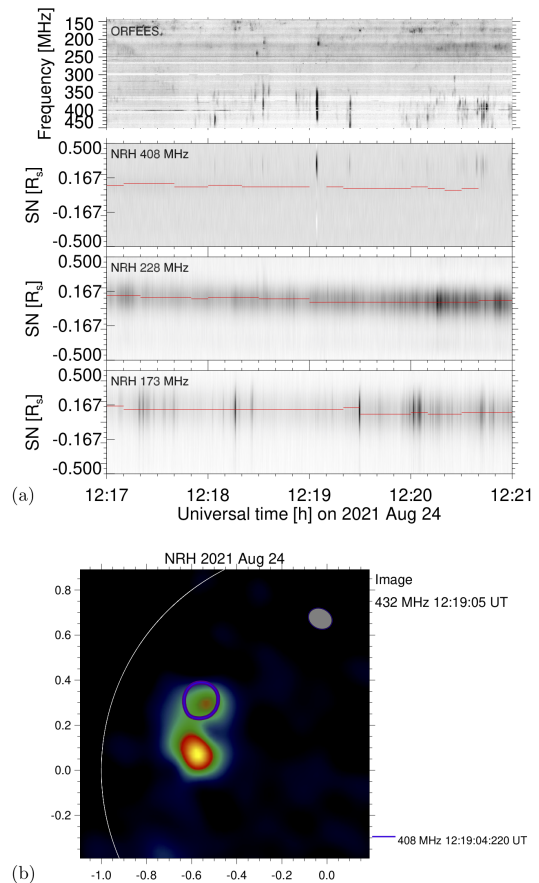 ORFEES
Frequency [MHz]
150
200
250
300
350
400
450
NRH 408 MHz
SN [Rs]
0.500
0.167
-0.167
-0.500
NRH 228 MHz
SN [Rs]
0.500
0.167
-0.167
-0.500
NRH 173 MHz
SN [Rs]
0.500
0.167
-0.167
-0.500
12:17 12:18 12:19 12:20 12:21
(a)
Universal time [h] on 2021 Aug 24
NRH 2021 Aug 24
Image
432 MHz 12:19:05 UT
0.8
0.6
0.4
0.2
0.0
-0.2
408 MHz 12:19:04:220 UT
-1.0 -0.8 -0.6 -0.4 -0.2 0.0
(b)